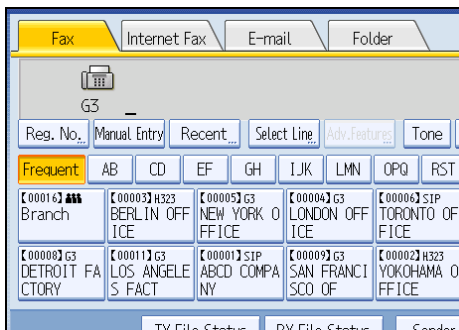 Fax Internet Fax E-mail Folder
G3 _
Reg. No. Manual Entry Recent Select Line Adv.Features Tone
Frequent AB CD EF GH IJK LMN OPQ RST
【00016】 【00003】H323 【00005】G3 【00004】G3 【00006】SIP
Branch BERLIN OFF NEW YORK O LONDON OFF TORONTO OF
ICE FFICE ICE FICE
【00008】G3 【00011】G3 【00001】SIP 【00009】G3 【00002】H323
DETROIT FA LOS ANGELE ABCD COMPA SAN FRANCI YOKOHAMA O
CTORY S FACT NY SCO OF FFICE
TX File Status RX File Status Sender